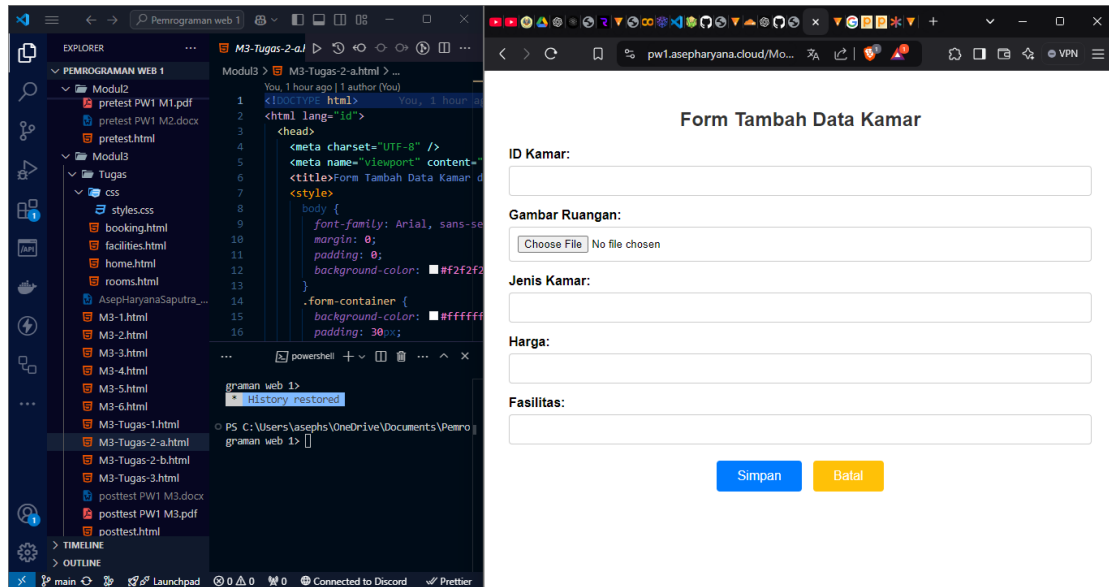 Pemrograman web 1
EXPLORER
PEMROGRAMAN WEB 1
Modul2
pretest PW1 M1.pdf
pretest PW1 M2.docx
pretest.html
Modul3
Tugas
css
styles.css
booking.html
facilities.html
home.html
rooms.html
AsepHaryanaSaputra_...
M3-1.html
M3-2.html
M3-3.html
M3-4.html
M3-5.html
M3-6.html
M3-Tugas-1.html
M3-Tugas-2-a.html
M3-Tugas-2-b.html
M3-Tugas-3.html
posttest PW1 M3.docx
posttest PW1 M3.pdf
posttest.html
TIMELINE
OUTLINE
main
Launchpad
0 0
0
Connected to Discord
Prettier
M3-Tugas-2-a.
Modul3 > M3-Tugas-2-a.html > ...
You, 1 hour ago | 1 author (You)
1 <!DOCTYPE html> You, 1 hour ag
2 <html lang="id">
3 <head>
4 <meta charset="UTF-8" />
5 <meta name="viewport" content="
6 <title>Form Tambah Data Kamar d
7 <style>
8 body {
9 font-family: Arial, sans-se
10 margin: 0;
11 padding: 0;
12 background-color: #f2f2f2
13 }
14 .form-container {
15 background-color: #ffffff
16 padding: 30px;
... powershell
graman web 1>
* History restored
PS C:\Users\asephs\OneDrive\Documents\Pemro
graman web 1>
pw1.asepharyana.cloud/Mo...
VPN
Form Tambah Data Kamar
ID Kamar:
Gambar Ruangan:
Choose File No file chosen
Jenis Kamar:
Harga:
Fasilitas:
Simpan
Batal